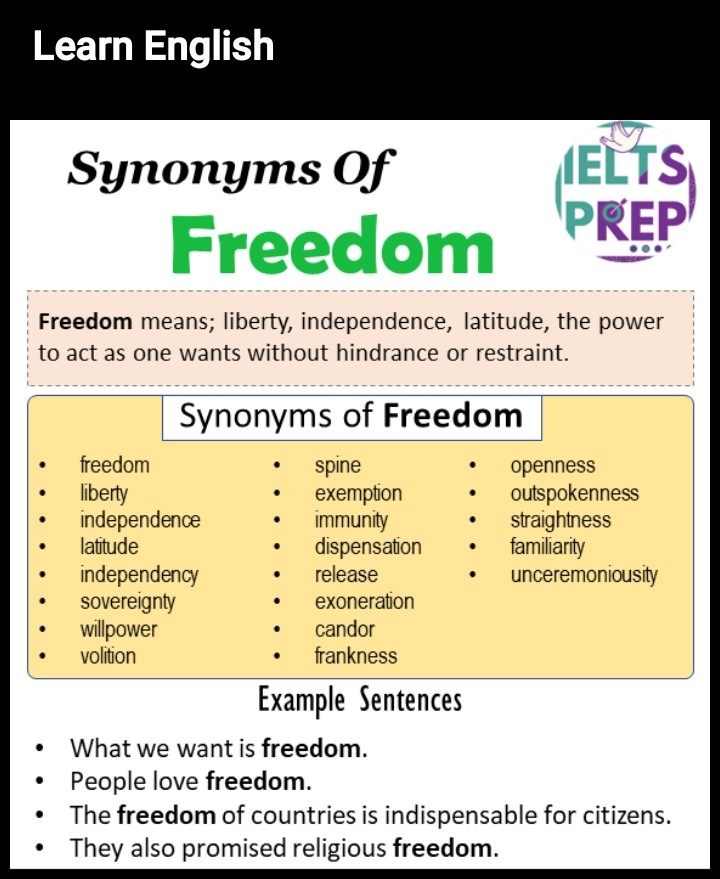 Learn English
Synonyms Of
Freedom
IELTS
PREP
Freedom means; liberty, independence, latitude, the power
to act as one wants without hindrance or restraint.
Synonyms of Freedom
• freedom
• liberty
• independence
• latitude
• independency
• sovereignty
• willpower
• volition
• spine
• exemption
• immunity
• dispensation
• release
• exoneration
• candor
• frankness
• openness
• outspokenness
• straightness
• familiarity
• unceremoniousity
Example Sentences
• What we want is freedom.
• People love freedom.
• The freedom of countries is indispensable for citizens.
• They also promised religious freedom.